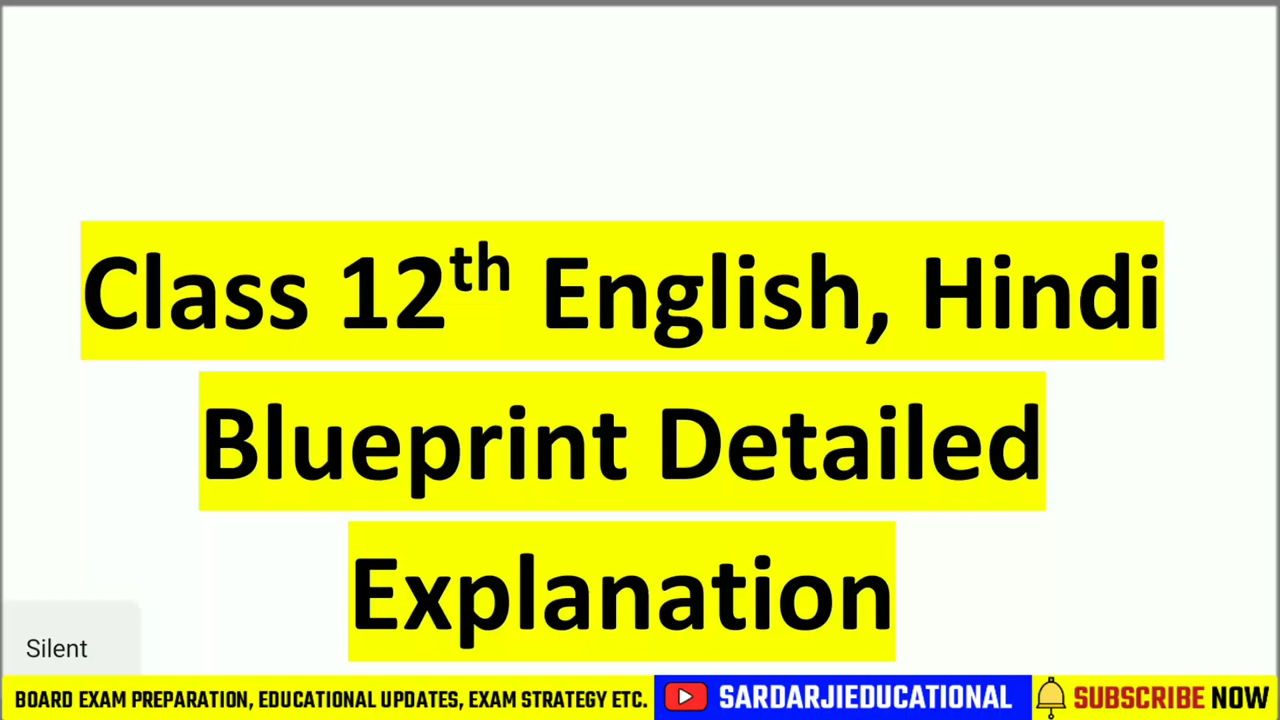 Class 12th English, Hindi
Blueprint Detailed
Explanation
Silent
BOARD EXAM PREPARATION, EDUCATIONAL UPDATES, EXAM STRATEGY ETC. SARDARJIEDUCATIONAL SUBSCRIBE NOW